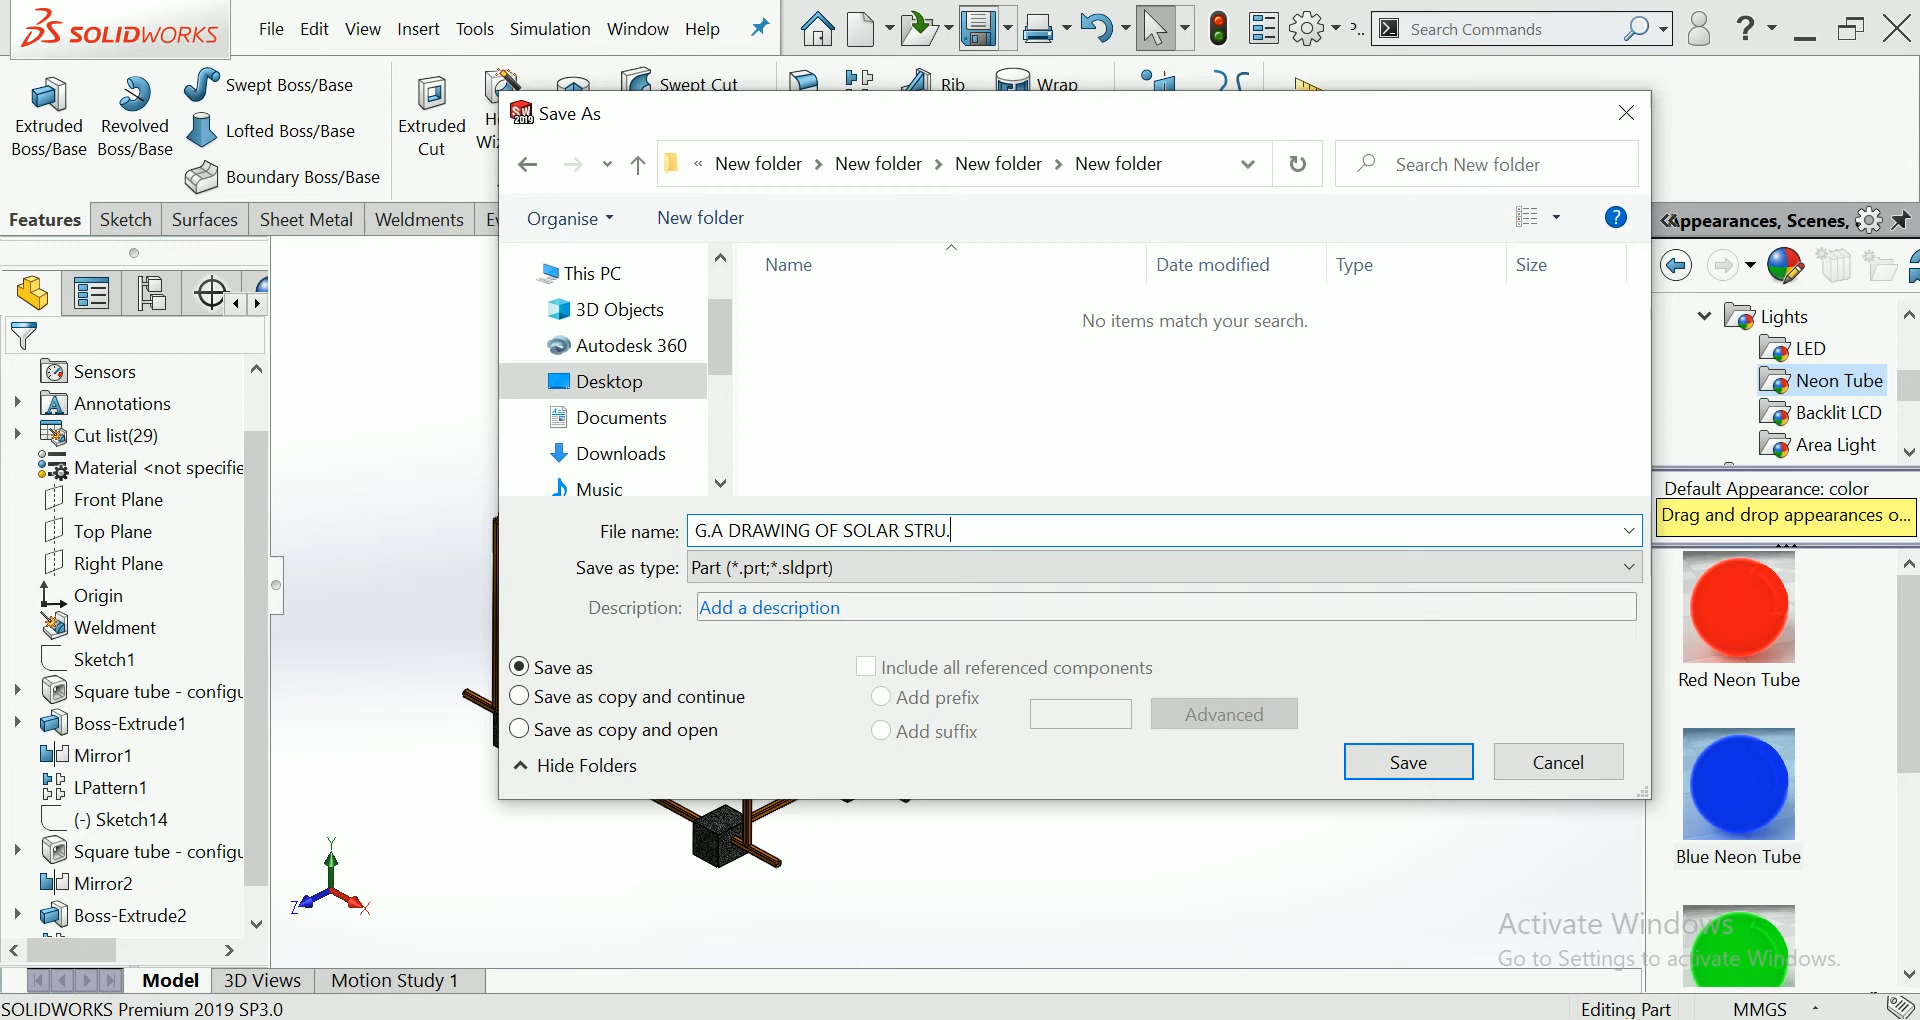 SOLIDWORKS File Edit View Insert Tools Simulation Window Help Search Commands ?
Extruded Boss/Base
Revolved Boss/Base
Swept Boss/Base
Lofted Boss/Base
Boundary Boss/Base
Extruded Cut
Swept Cut
Rib
Wrap
Features Sketch Surfaces Sheet Metal Weldments
Sensors
Annotations
Cut list(29)
Material <not specifie
Front Plane
Top Plane
Right Plane
Origin
Weldment
Sketch1
Square tube - configu
Boss-Extrude1
Mirror1
LPattern1
(-) Sketch14
Square tube - configu
Mirror2
Boss-Extrude2
SW 2019 Save As
« New folder > New folder > New folder > New folder
Search New folder
Organise New folder ?
This PC
3D Objects
Autodesk 360
Desktop
Documents
Downloads
Music
Name Date modified Type Size
No items match your search.
File name: G.A DRAWING OF SOLAR STRU.
Save as type: Part (*.prt;*.sldprt)
Description: Add a description
Save as
Save as copy and continue
Save as copy and open
Include all referenced components
Add prefix
Add suffix
Advanced
Hide Folders
Save Cancel
Y
Z
X
Appearances, Scenes,
Lights
LED
Neon Tube
Backlit LCD
Area Light
Default Appearance: color
Drag and drop appearances o...
Red Neon Tube
Blue Neon Tube
Activate Windows
Go to Settings to activate Windows.
Model 3D Views Motion Study 1
SOLIDWORKS Premium 2019 SP3.0 Editing Part MMGS